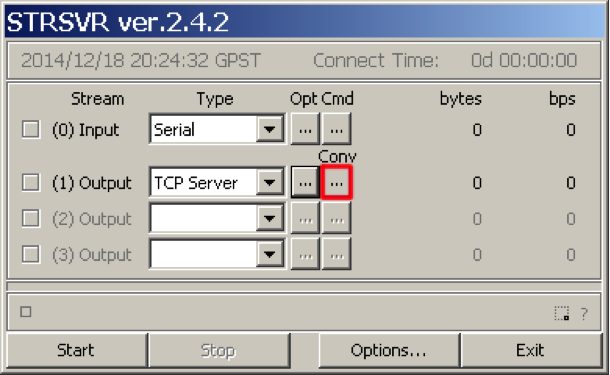 STRSVR ver.2.4.2
2014/12/18 20:24:32 GPST Connect Time: 0d 00:00:00
Stream Type Opt Cmd bytes bps
(0) Input Serial ... ... 0 0
Conv
(1) Output TCP Server ... ... 0 0
(2) Output ... ... 0 0
(3) Output ... ... 0 0
?
Start Stop Options... Exit